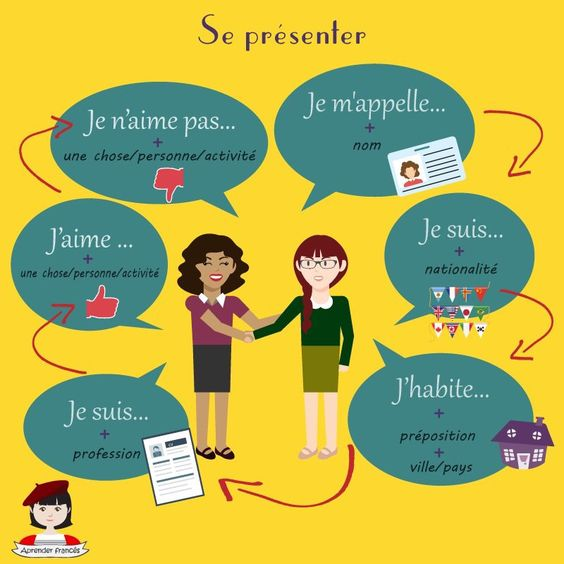 Se présenter
Je m'appelle...
+
nom
Je suis...
+
nationalité
J'habite...
+
préposition
+
ville/pays
Je suis...
+
profession
J'aime ...
+
une chose/personne/activité
Je n'aime pas...
+
une chose/personne/activité
Aprender francés